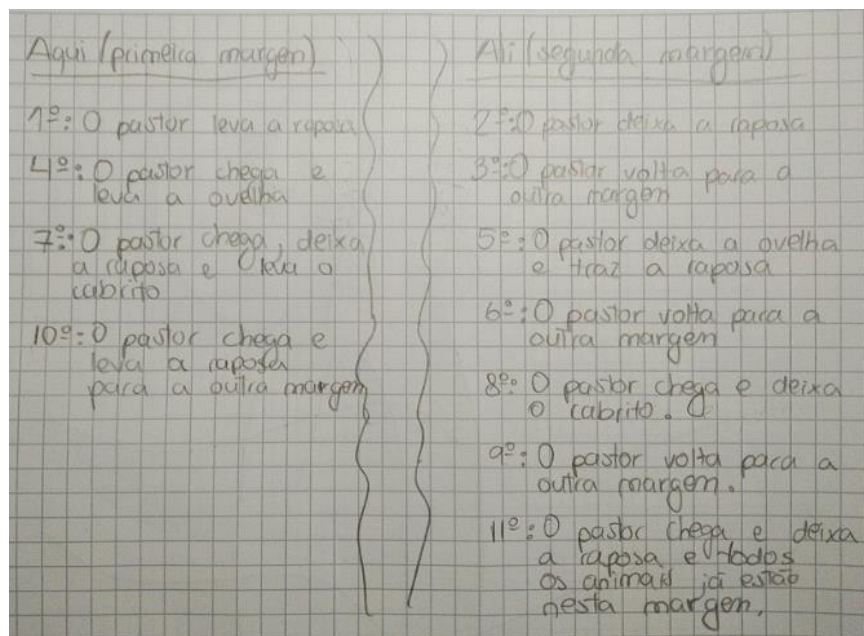 Aqui (primeira margem)
1º: O pastor leva a raposa
4º: O pastor chega e
leva a ovelha
7º: O pastor chega, deixa
a raposa e leva o
cabrito
10º: O pastor chega e
leva a raposa
para a outra margem
Ali (segunda margem)
2º: O pastor deixa a raposa
3º: O pastor volta para a
outra margem
5º: O pastor deixa a ovelha
e traz a raposa
6º: O pastor volta para a
outra margem
8º: O pastor chega e deixa
o cabrito.
9º: O pastor volta para a
outra margem.
11º: O pastor chega e deixa
a raposa e todos
os animais já estão
nesta margem.